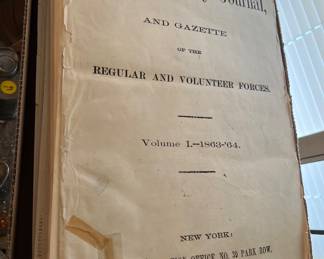 Journal,
AND GAZETTE
OF THE
REGULAR AND VOLUNTEER FORCES.
Volume I.—1863-'64.
NEW YORK:
OFFICE, NO. 39 PARK ROW.